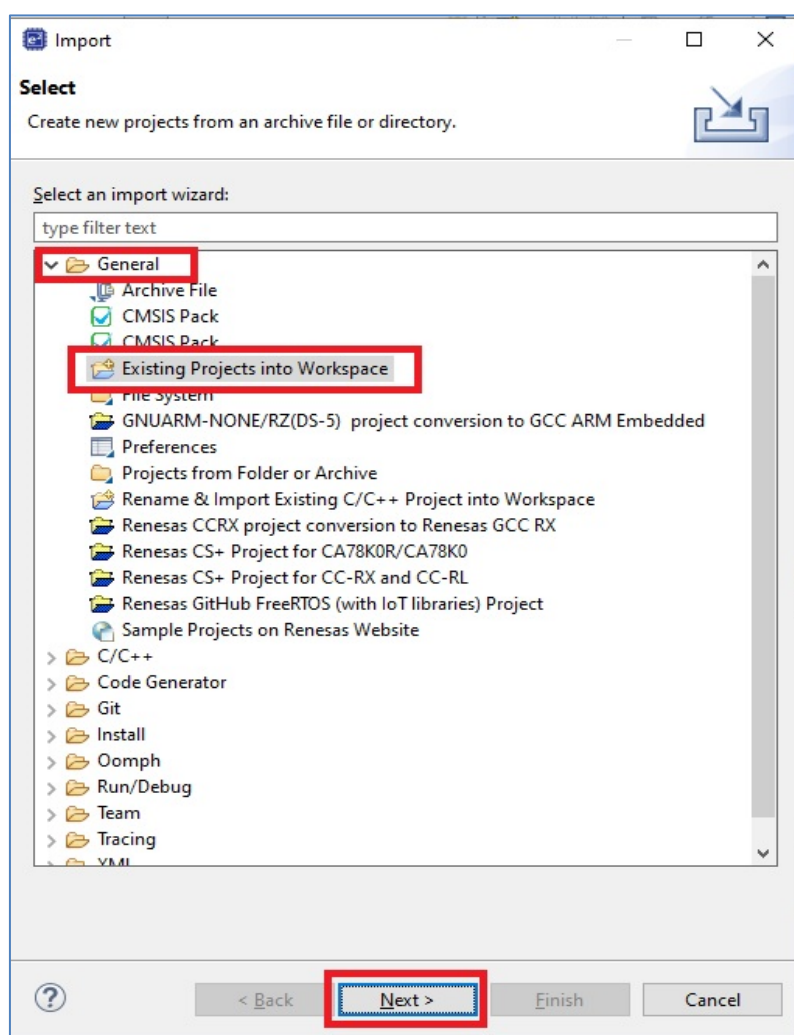 Import
Select
Create new projects from an archive file or directory.
Select an import wizard:
type filter text
General
Archive File
CMSIS Pack
CMSIS Pack
Existing Projects into Workspace
File System
GNUARM-NONE/RZ(DS-5) project conversion to GCC ARM Embedded
Preferences
Projects from Folder or Archive
Rename & Import Existing C/C++ Project into Workspace
Renesas CCRX project conversion to Renesas GCC RX
Renesas CS+ Project for CA78K0R/CA78K0
Renesas CS+ Project for CC-RX and CC-RL
Renesas GitHub FreeRTOS (with IoT libraries) Project
Sample Projects on Renesas Website
C/C++
Code Generator
Git
Install
Oomph
Run/Debug
Team
Tracing
XML
< Back Next > Finish Cancel